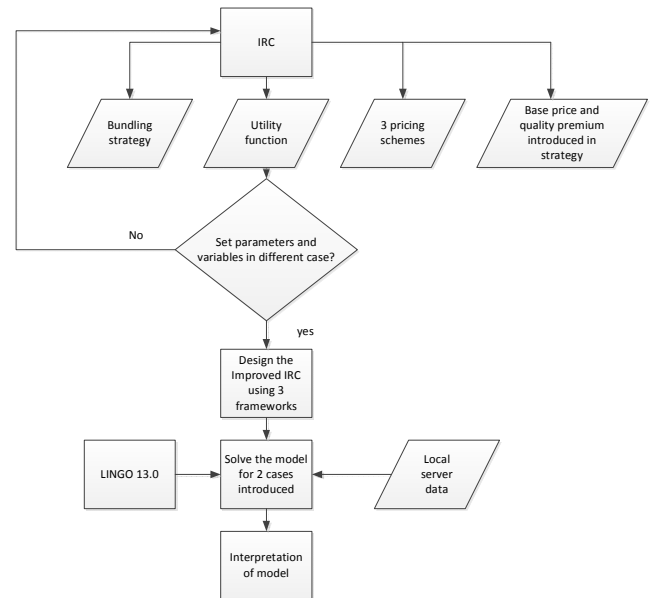 IRC
Bundling
strategy
Utility
function
3 pricing
schemes
Base price and
quality premium
introduced in
strategy
No
Set parameters and
variables in different case?
yes
Design the
Improved IRC
using 3
frameworks
LINGO 13.0
Solve the model
for 2 cases
introduced
Local
server
data
Interpretation
of model